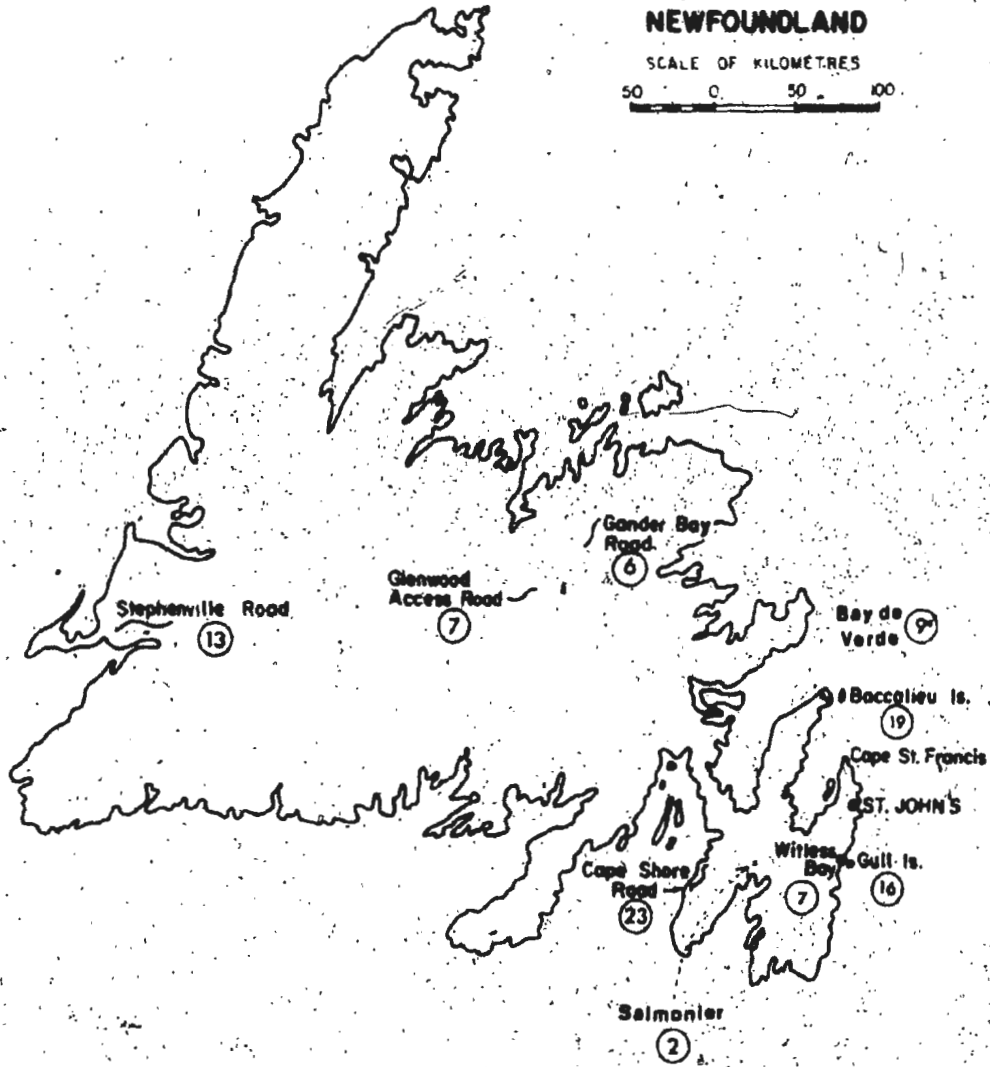 NEWFOUNDLAND
SCALE OF KILOMETRES
50 0 50 100
Gander Bay
Road
6
Glenwood
Access Road
7
Stephenville Road
13
Bay de
Verde
9
Baccalieu Is.
19
Cape St. Francis
ST. JOHN'S
Witless
Bay
7
Gull Is.
16
Cape Shore
Road
23
Salmonier
2